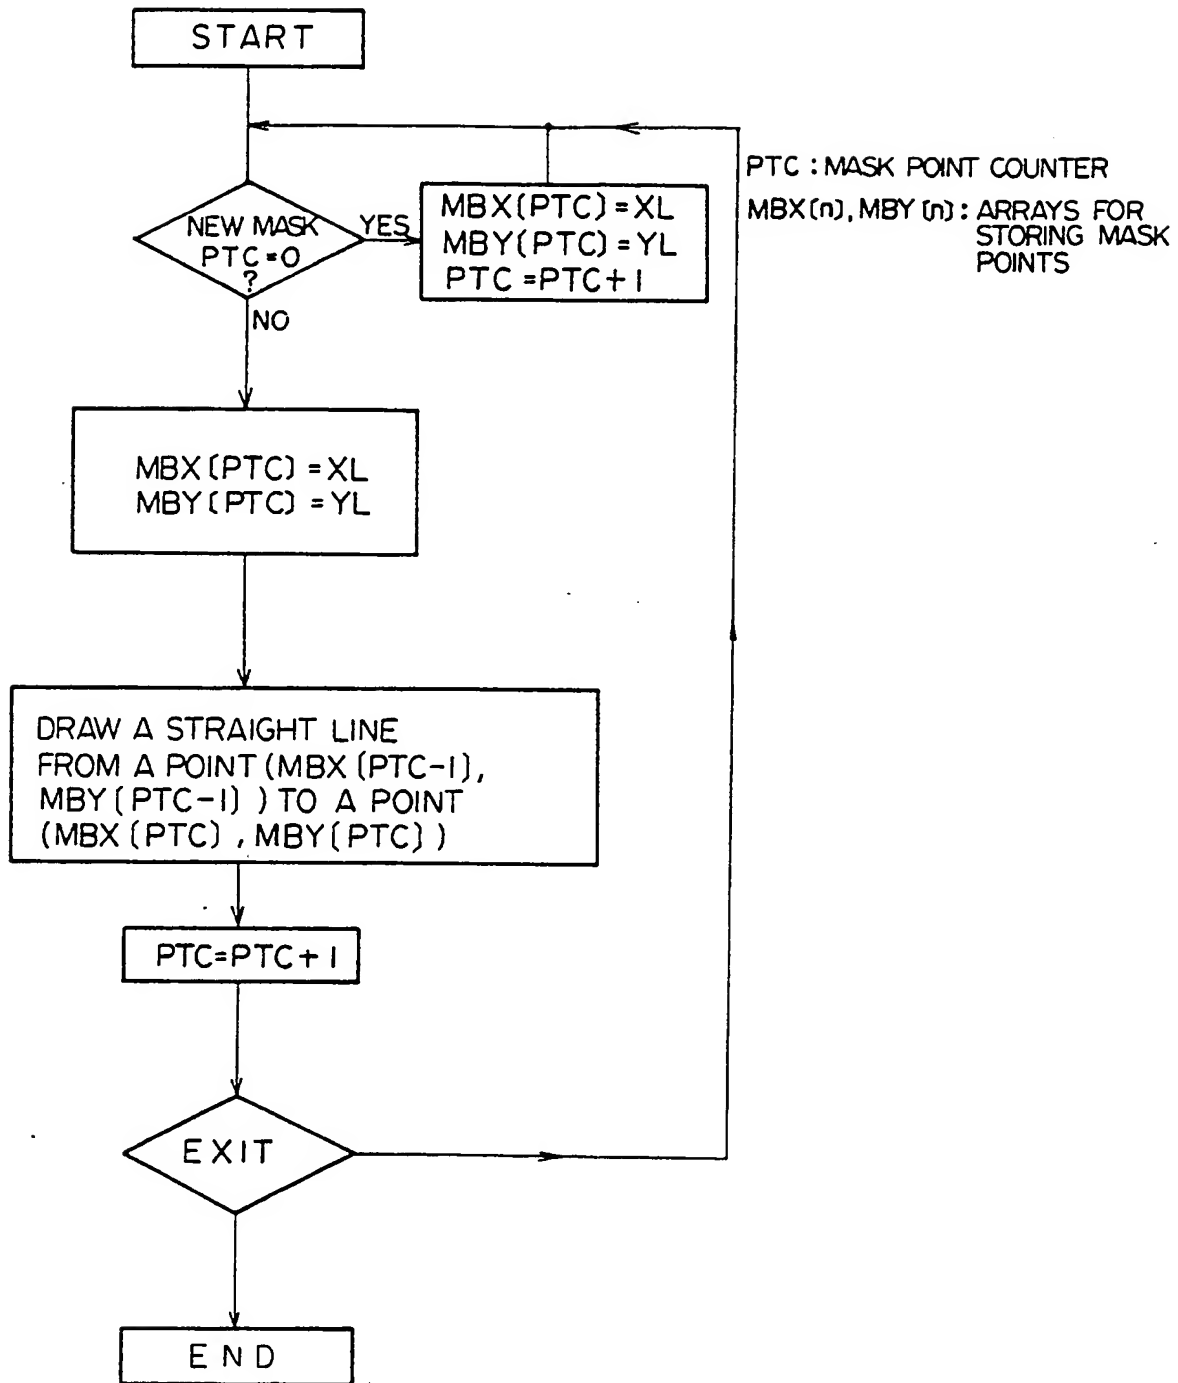 START
NEW MASK
PTC=0
?
YES
NO
MBX(PTC)=XL
MBY(PTC)=YL
PTC=PTC+1
PTC : MASK POINT COUNTER
MBX(n), MBY(n) : ARRAYS FOR
STORING MASK
POINTS
MBX(PTC)=XL
MBY(PTC)=YL
DRAW A STRAIGHT LINE
FROM A POINT (MBX(PTC-1),
MBY(PTC-1)) TO A POINT
(MBX(PTC), MBY(PTC))
PTC=PTC+1
EXIT
END